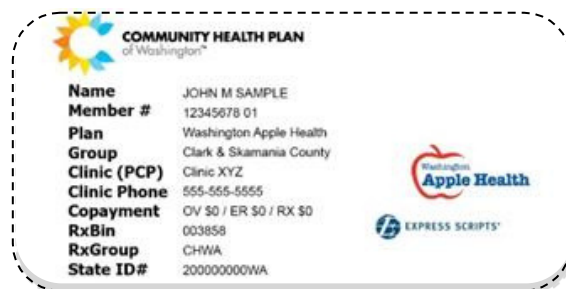 COMMUNITY HEALTH PLAN
of Washington™
Name JOHN M SAMPLE
Member # 12345678 01
Plan Washington Apple Health
Group Clark & Skamania County
Clinic (PCP) Clinic XYZ
Clinic Phone 555-555-5555
Copayment OV $0 / ER $0 / RX $0
RxBin 003858
RxGroup CHWA
State ID# 200000000WA
Washington
Apple Health
EXPRESS SCRIPTS®